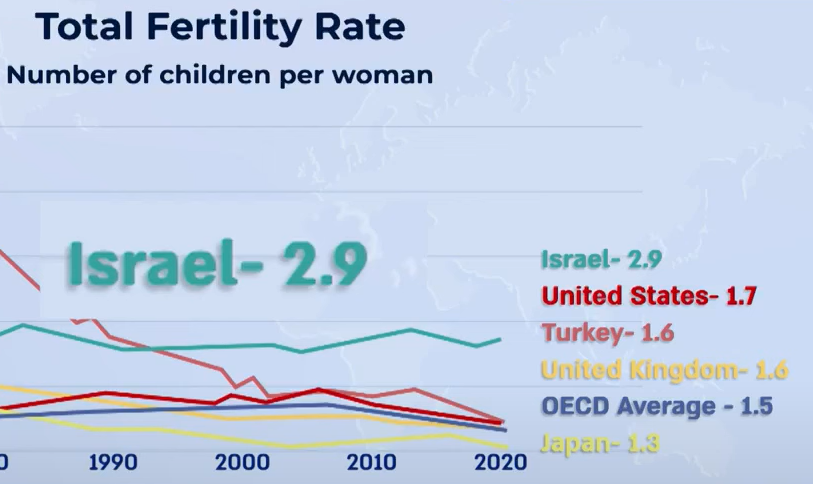 Total Fertility Rate
Number of children per woman
Israel- 2.9
Israel- 2.9
United States- 1.7
Turkey- 1.6
United Kingdom- 1.6
OECD Average - 1.5
Japan- 1.3
0 1990 2000 2010 2020